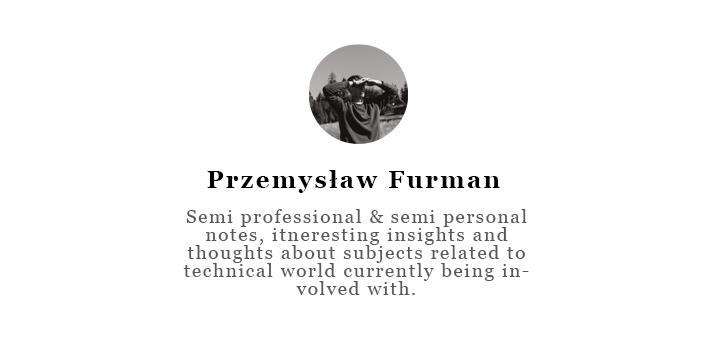 Przemysław Furman
Semi professional & semi personal
notes, itneresting insights and
thoughts about subjects related to
technical world currently being in-
volved with.